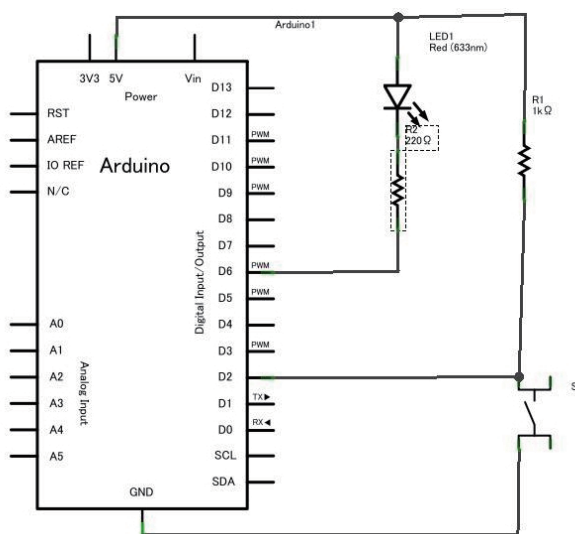 Arduino1
LED1
Red (633nm)
3V3
5V
Vin
Power
R1
1kΩ
R2
220Ω
Arduino
RST
AREF
IO REF
N/C
D13
D12
D11
PWM
D10
PWM
D9
PWM
D8
D7
D6
PWM
D5
PWM
D4
D3
PWM
D2
D1
TX▶
D0
RX◀
SCL
SDA
Digital Input/Output
A0
A1
A2
A3
A4
A5
Analog Input
GND
S